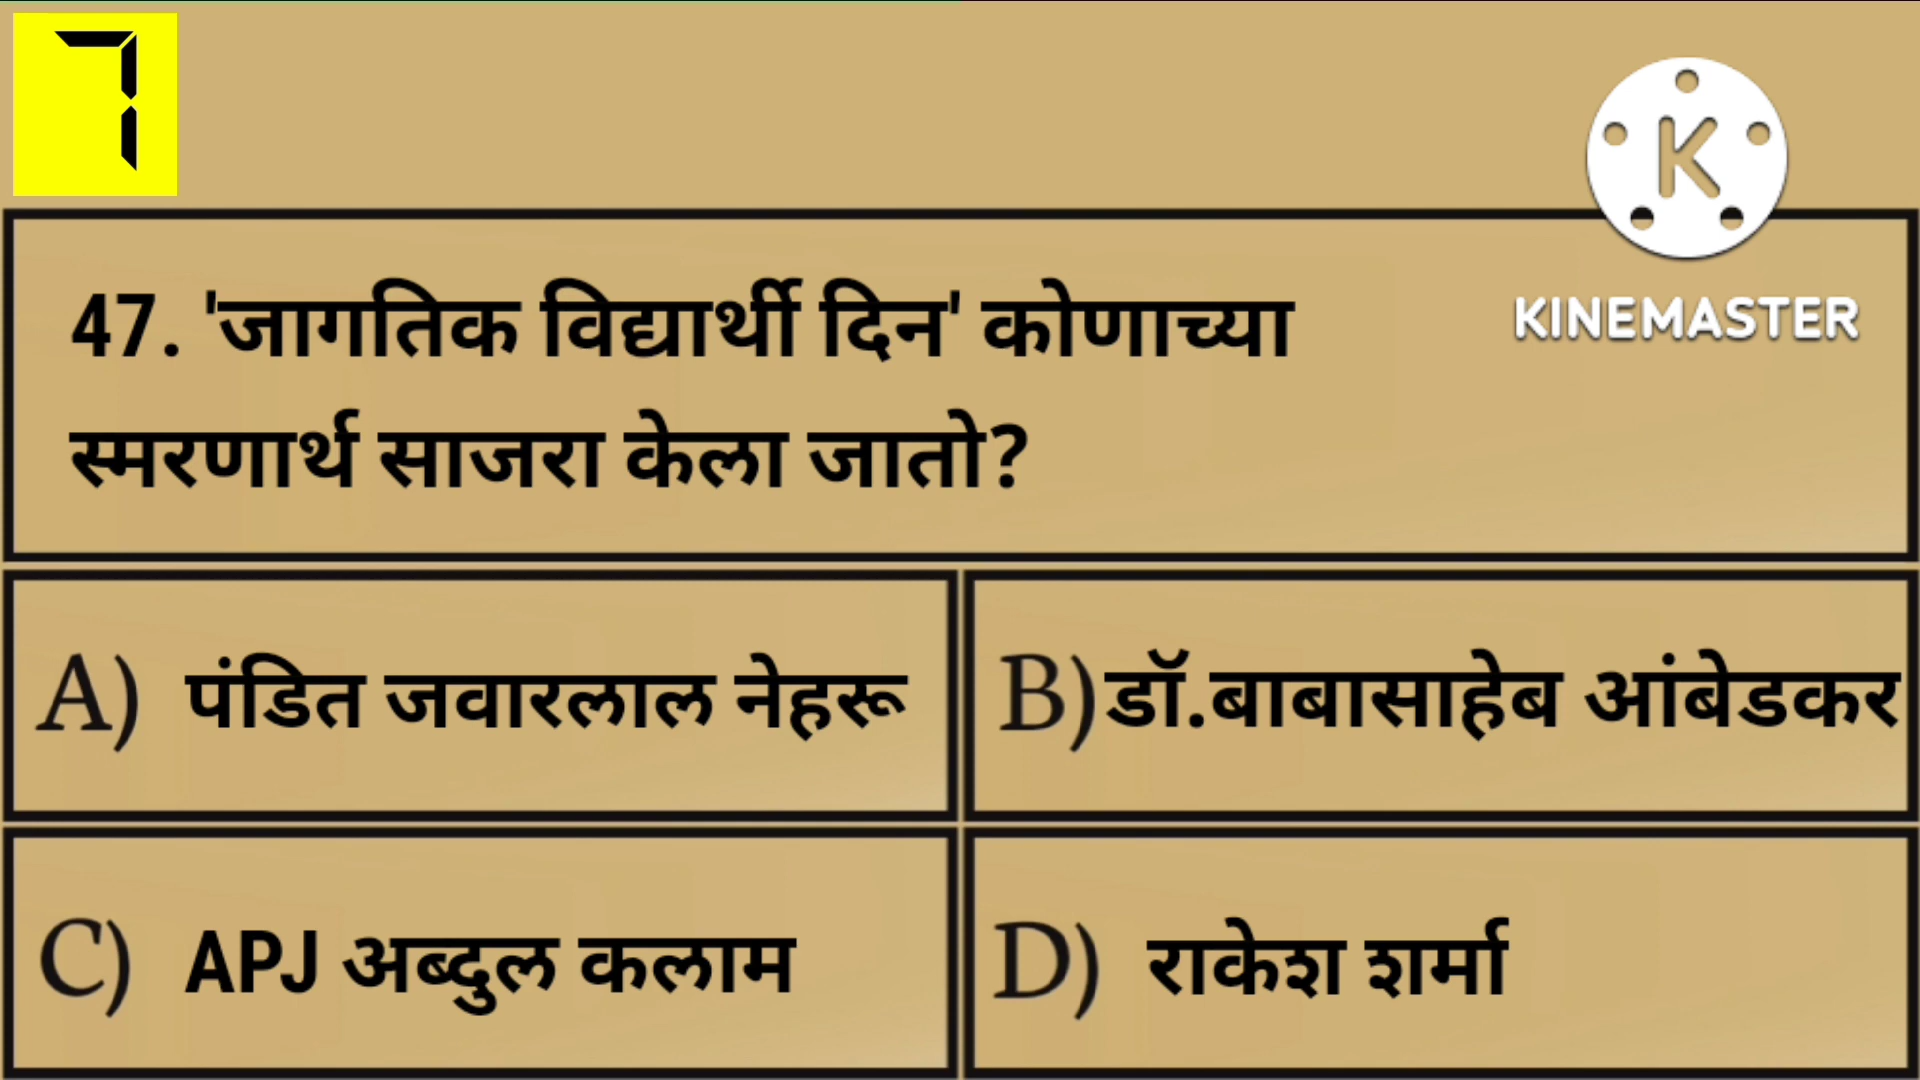 7
47. 'जागतिक विद्यार्थी दिन' कोणाच्या
स्मरणार्थ साजरा केला जातो?
KINEMASTER
A) पंडित जवारलाल नेहरू
B) डॉ.बाबासाहेब आंबेडकर
C) APJ अब्दुल कलाम
D) राकेश शर्मा